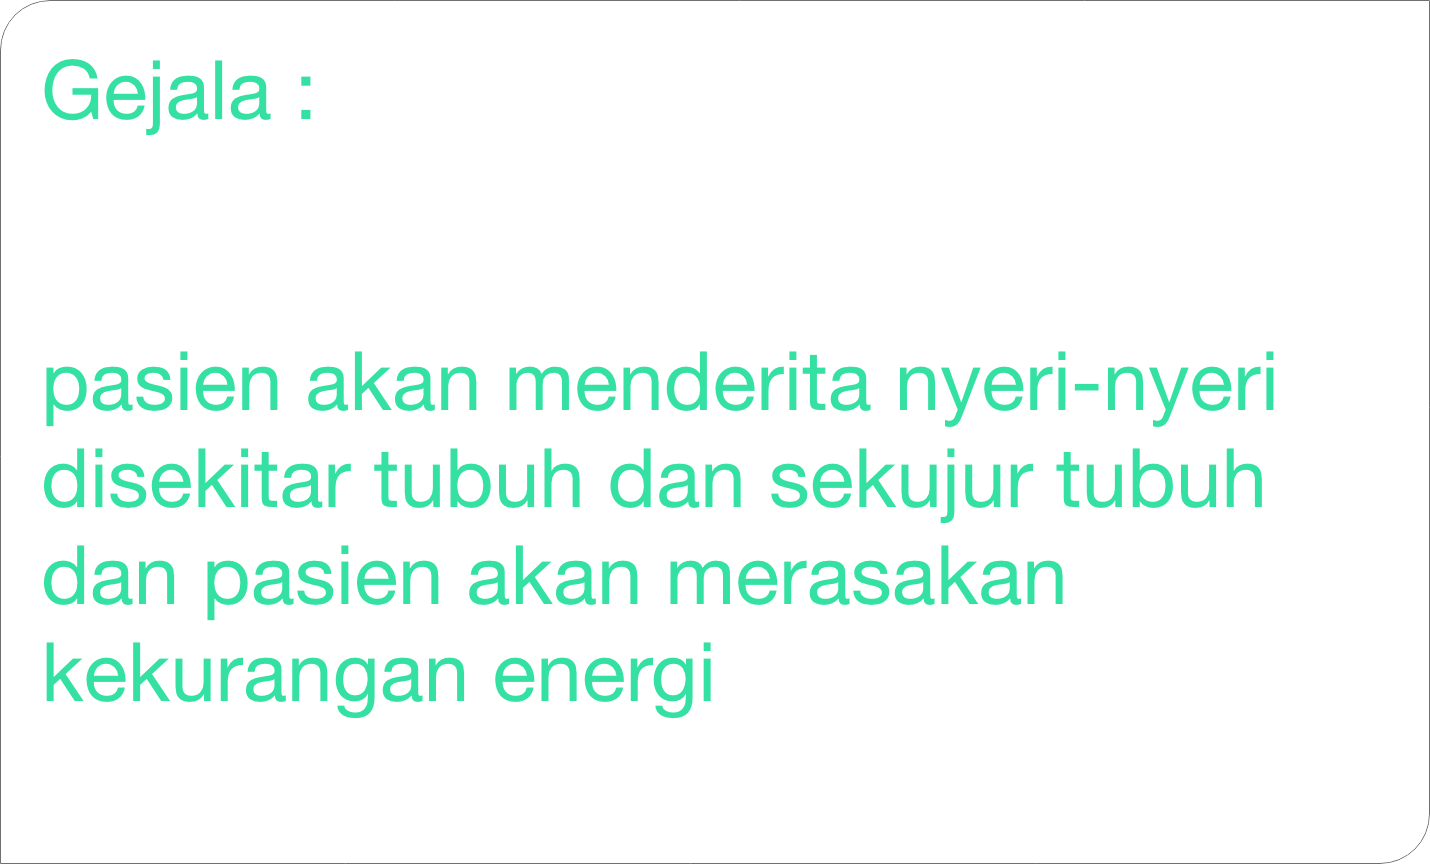 Gejala :
pasien akan menderita nyeri-nyeri
disekitar tubuh dan sekujur tubuh
dan pasien akan merasakan
kekurangan energi